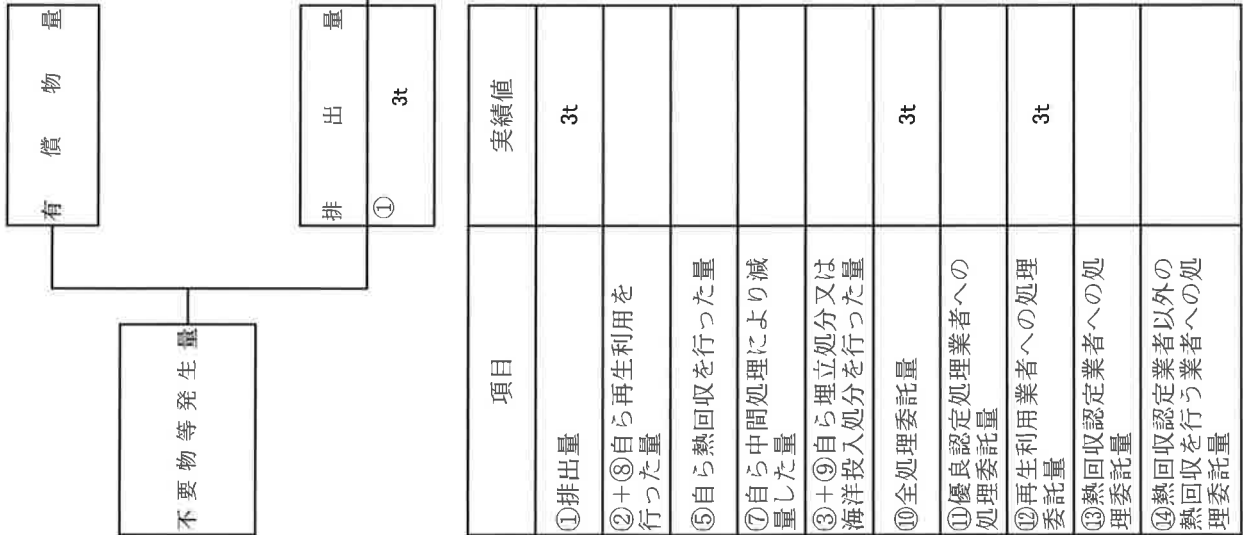 有償物量
不要物等発生量
排出量
①
3t
項目
実績値
①排出量
3t
②+⑧自ら再生利用を
行った量
⑤自ら熱回収を行った量
⑦自ら中間処理により減
量した量
③+⑨自ら埋立処分又は
海洋投入処分を行った量
⑩全処理委託量
3t
⑪優良認定処理業者への
処理委託量
⑫再生利用業者への処理
委託量
3t
⑬熱回収認定業者への処
理委託量
⑭熱回収認定業者以外の
熱回収を行う業者への処
理委託量